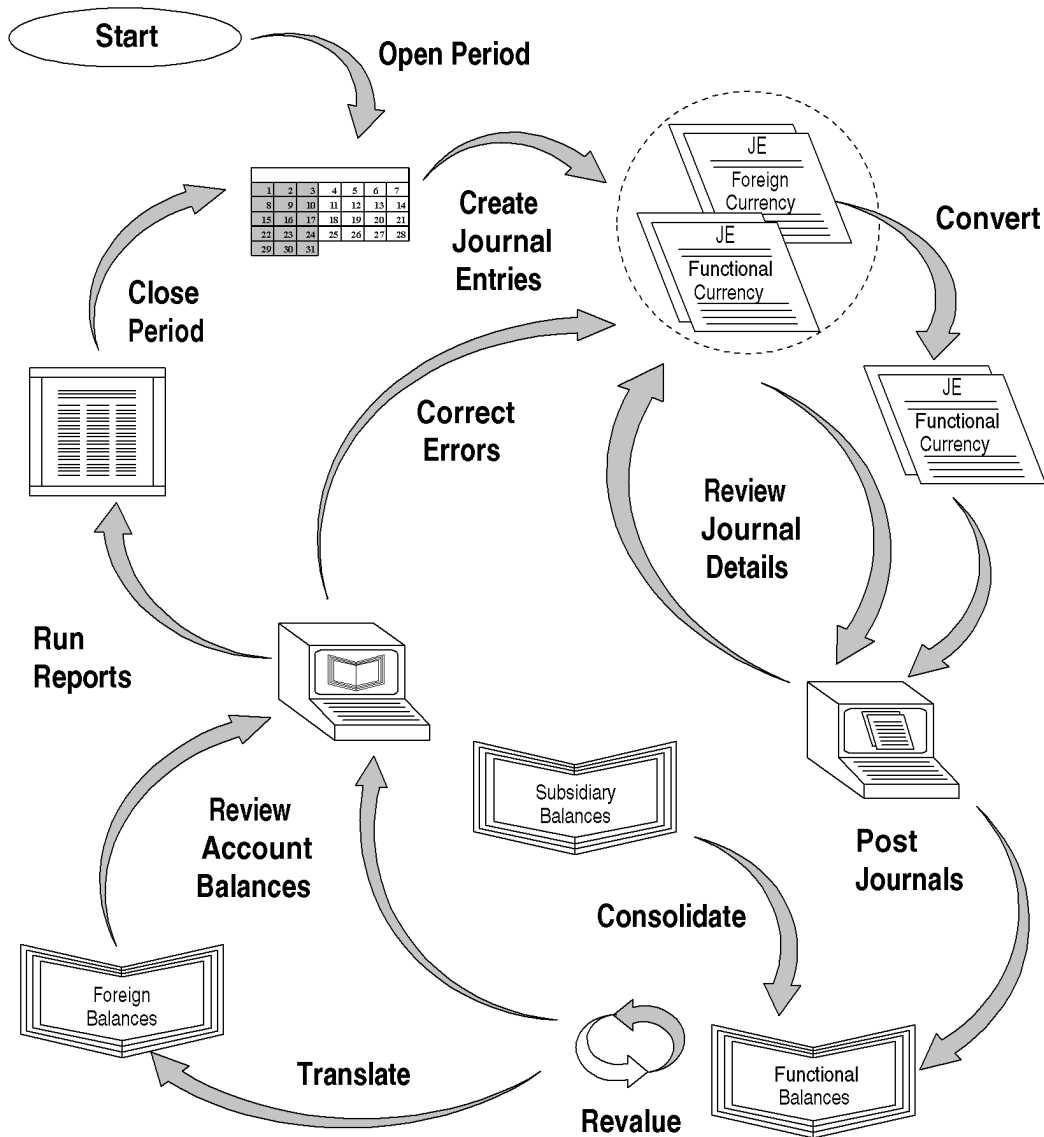 Start
Open Period
1 2 3 4 5 6 7
8 9 10 11 12 13 14
15 16 17 18 19 20 21
22 23 24 25 26 27 28
29 30 31
Create
Journal
Entries
JE
Foreign
Currency
JE
Functional
Currency
Convert
JE
Functional
Currency
Close
Period
Correct
Errors
Review
Journal
Details
Run
Reports
Review
Account
Balances
Subsidiary
Balances
Post
Journals
Consolidate
Foreign
Balances
Translate
Revalue
Functional
Balances